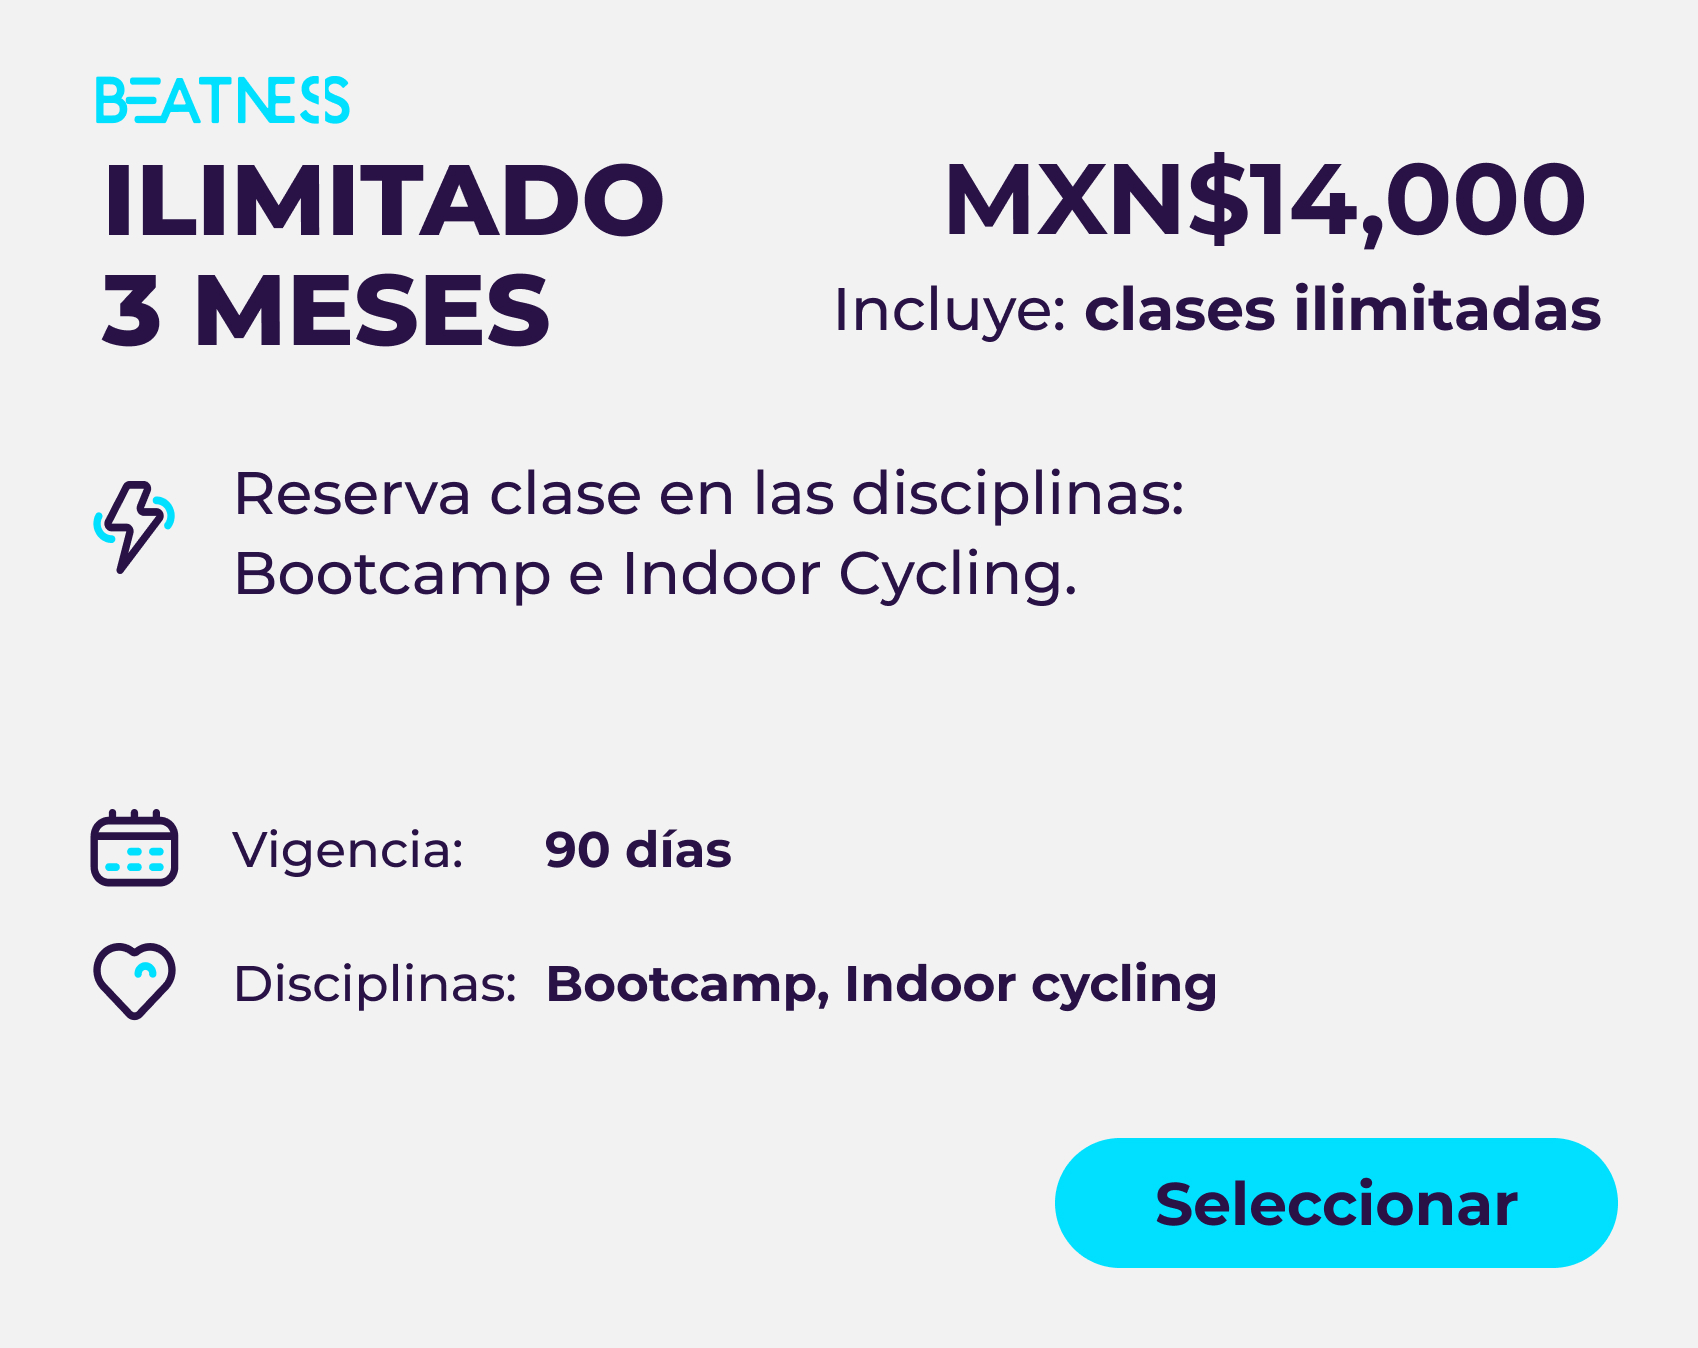 BEATNESS
ILIMITADO
3 MESES
MXN$14,000
Incluye: clases ilimitadas
Reserva clase en las disciplinas:
Bootcamp e Indoor Cycling.
Vigencia: 90 días
Disciplinas: Bootcamp, Indoor cycling
Seleccionar